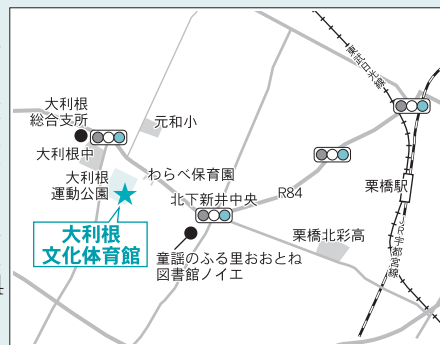 東武日光線
大利根
総合支所
元和小
大利根中
わらべ保育園
大利根
運動公園
北下新井中央
R84
栗橋駅
大利根
文化体育館
栗橋北彩高
JR宇都宮線
童謡のふる里おおとね
図書館ノイエ